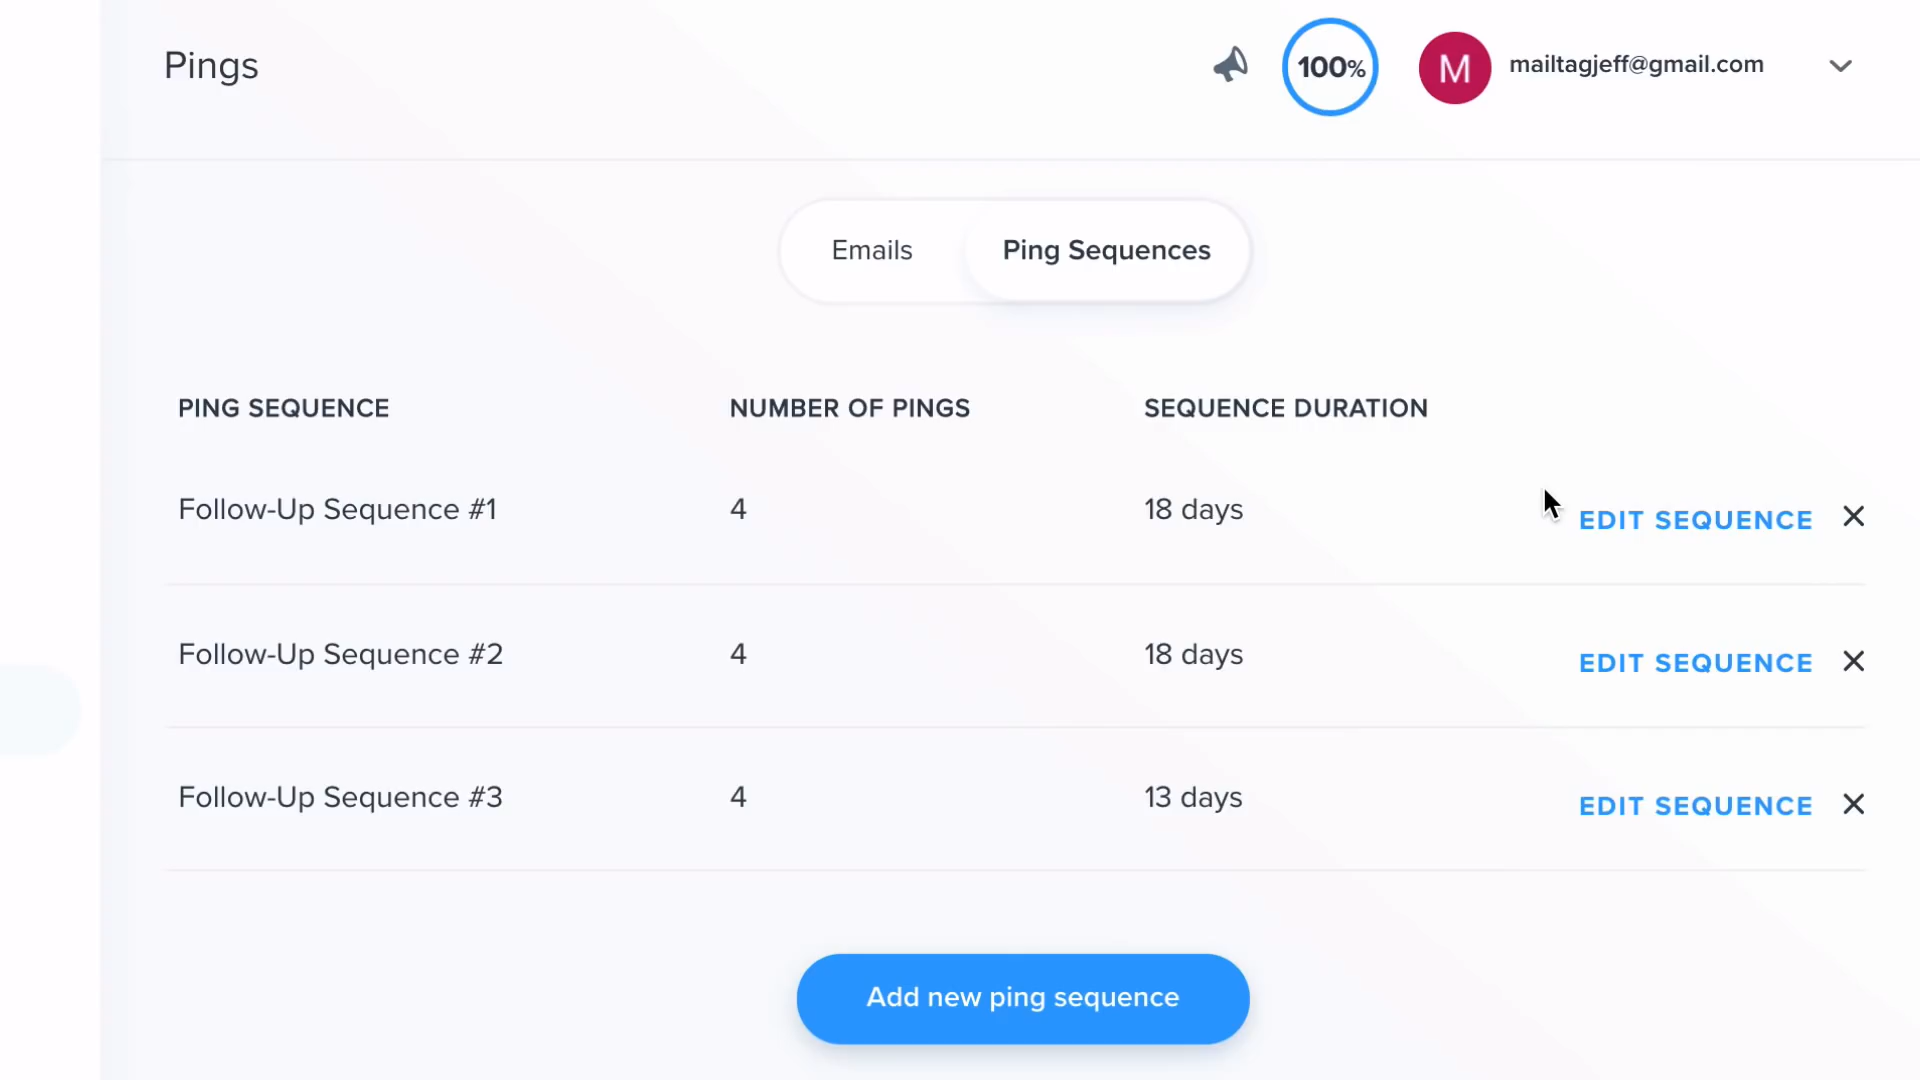 Pings
100%
M
mailtagjeff@gmail.com
Emails
Ping Sequences
PING SEQUENCE NUMBER OF PINGS SEQUENCE DURATION
Follow-Up Sequence #1 4 18 days EDIT SEQUENCE
Follow-Up Sequence #2 4 18 days EDIT SEQUENCE
Follow-Up Sequence #3 4 13 days EDIT SEQUENCE
Add new ping sequence